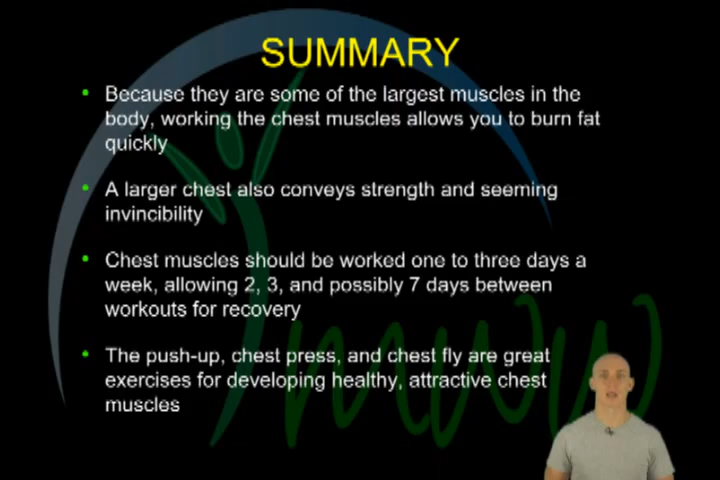 SUMMARY
Because they are some of the largest muscles in the
body, working the chest muscles allows you to burn fat
quickly
A larger chest also conveys strength and seeming
invincibility
Chest muscles should be worked one to three days a
week, allowing 2, 3, and possibly 7 days between
workouts for recovery
The push-up, chest press, and chest fly are great
exercises for developing healthy, attractive chest
muscles
mww